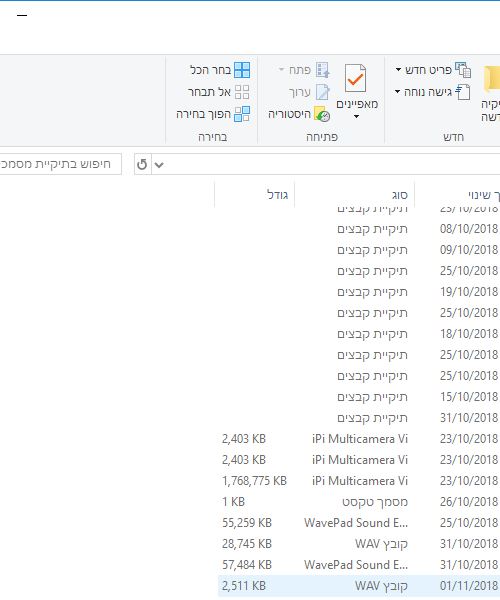 בחר הכל
אל תבחר
הפוך בחירה
בחירה
פתח
ערוך
היסטוריה
מאפיינים
פתיחה
פריט חדש
גישה נוחה
חדש
חיפוש בתיקיית מסמכ
גודל סוג ך שינוי
תיקיית קבצים 23/10/2018
תיקיית קבצים 08/10/2018
תיקיית קבצים 09/10/2018
תיקיית קבצים 25/10/2018
תיקיית קבצים 19/10/2018
תיקיית קבצים 25/10/2018
תיקיית קבצים 18/10/2018
תיקיית קבצים 25/10/2018
תיקיית קבצים 25/10/2018
תיקיית קבצים 15/10/2018
תיקיית קבצים 31/10/2018
2,403 KB iPi Multicamera Vi 23/10/2018
2,403 KB iPi Multicamera Vi 23/10/2018
1,768,775 KB iPi Multicamera Vi 23/10/2018
1 KB מסמך טקסט 26/10/2018
55,259 KB WavePad Sound E... 25/10/2018
28,745 KB קובץ WAV 31/10/2018
57,484 KB WavePad Sound E... 31/10/2018
2,511 KB קובץ WAV 01/11/2018